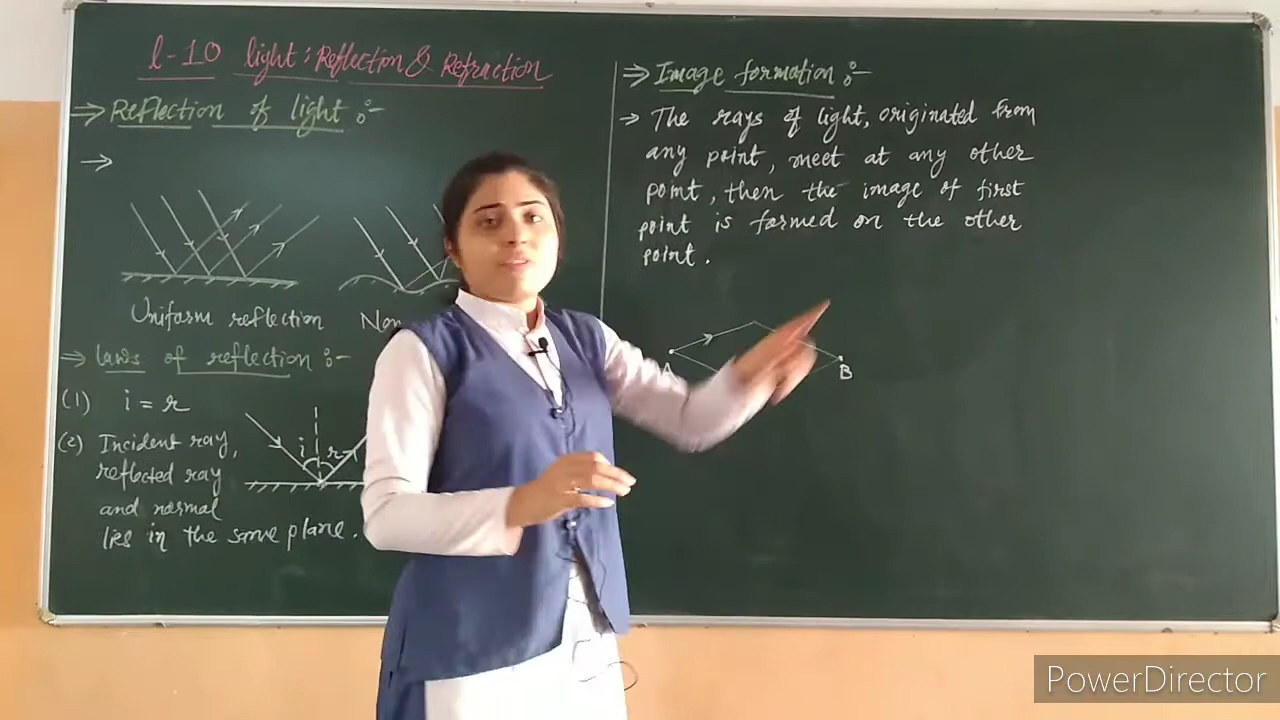 l-10 light: Reflection & Refraction
⇒ Reflection of light :-
→
Uniform reflection
Non
⇒ laws of reflection :-
(1) i = r
(2) Incident ray,
reflected ray
and normal
lies in the same plane.
i r
⇒ Image formation :-
→ The rays of light, originated from
any point, meet at any other
point, then the image of first
point is formed on the other
point.
A
B
PowerDirector